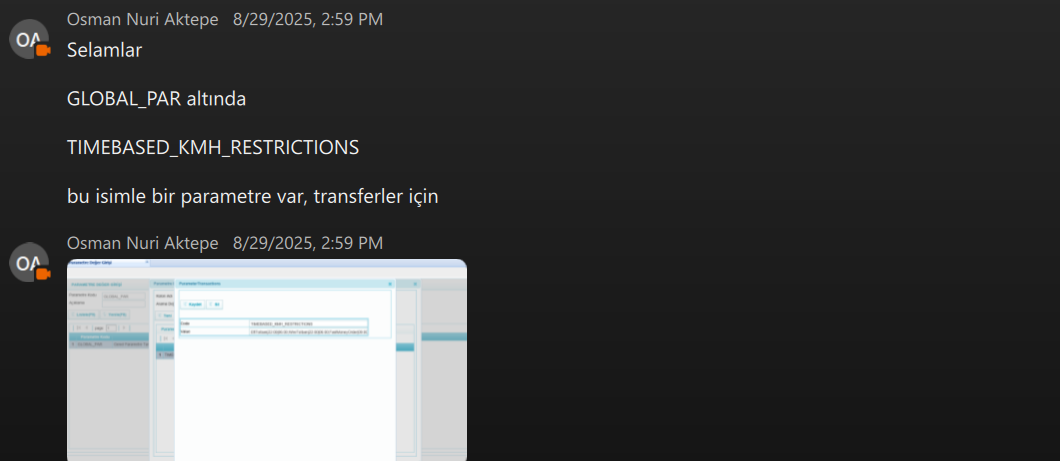 Osman Nuri Aktepe 8/29/2025, 2:59 PM
OA
Selamlar
GLOBAL_PAR altında
TIMEBASED_KMH_RESTRICTIONS
bu isimle bir parametre var, transferler için
Osman Nuri Aktepe 8/29/2025, 2:59 PM
OA
GLOBAL_PAR
Code
TIMEBASED_KMH_RESTRICTIONS
Value